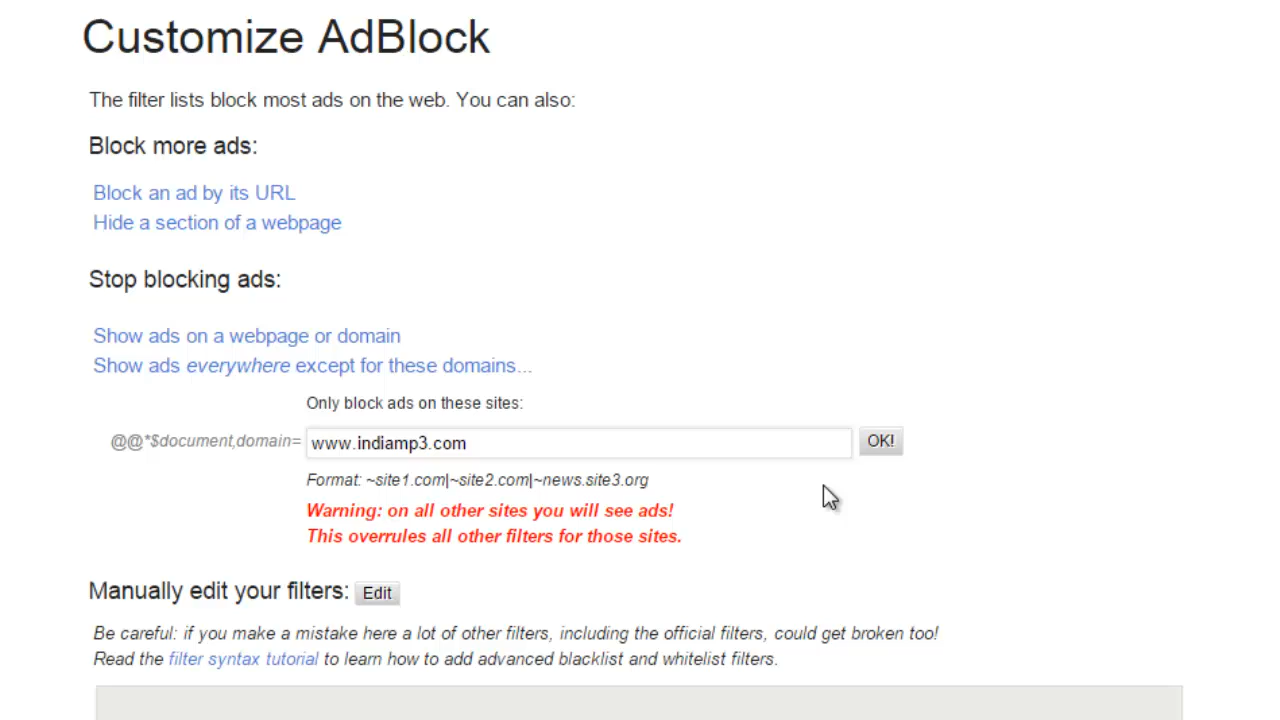 Customize AdBlock
The filter lists block most ads on the web. You can also:
Block more ads:
Block an ad by its URL
Hide a section of a webpage
Stop blocking ads:
Show ads on a webpage or domain
Show ads everywhere except for these domains...
Only block ads on these sites:
@@*$document,domain= www.indiamp3.com OK!
Format: ~site1.com|~site2.com|~news.site3.org
Warning: on all other sites you will see ads!
This overrules all other filters for those sites.
Manually edit your filters: Edit
Be careful: if you make a mistake here a lot of other filters, including the official filters, could get broken too!
Read the filter syntax tutorial to learn how to add advanced blacklist and whitelist filters.